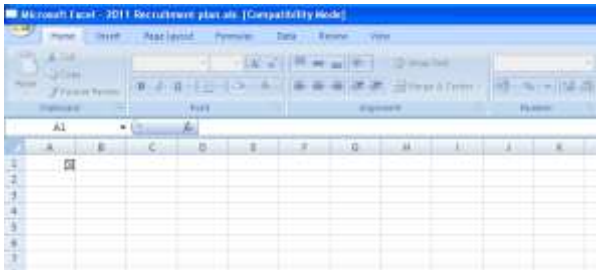 Microsoft Excel - 2011 Recruitment plan.xls [Compatibility Mode]
Home Insert Page Layout Formulas Data Review View
Cut
Copy
Format Painter
Wrap Text
Merge & Center
Clipboard Font Alignment Number
A1 fx
A B C D E F G H I J K
1
2
3
4
5
6
7